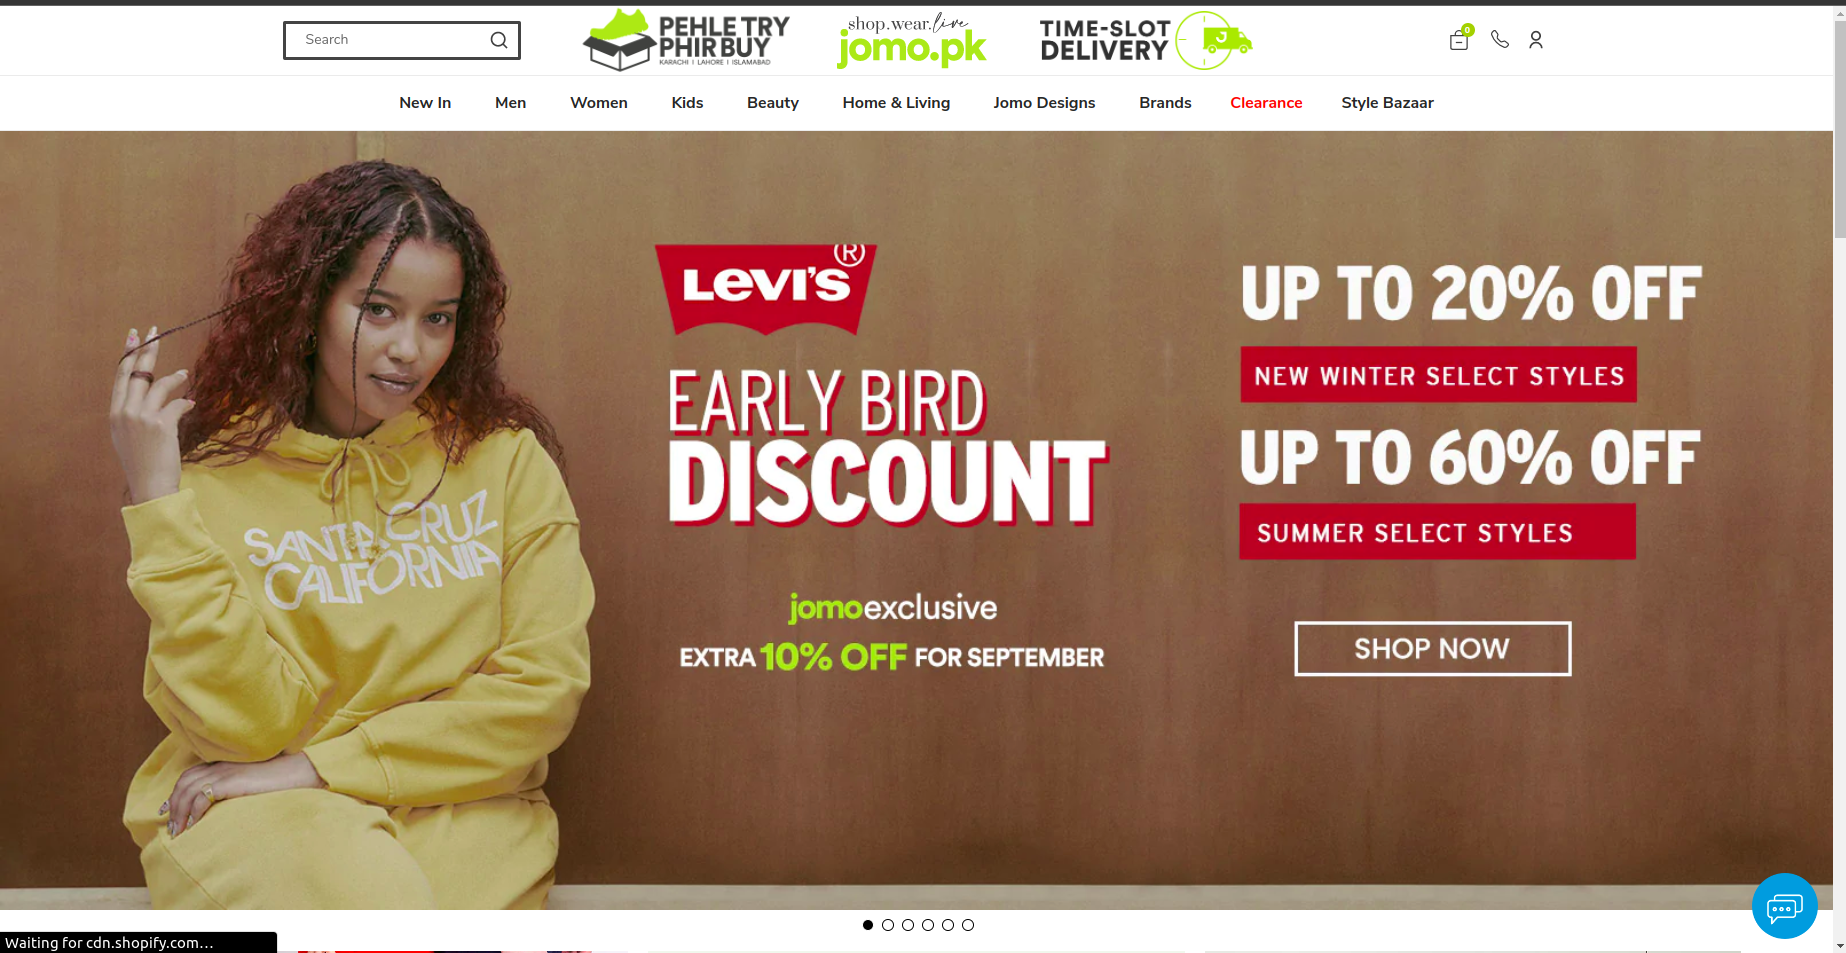 Search
PEHLE TRY
PHIR BUY
KARACHI | LAHORE | ISLAMABAD
shop.wear.live
jomo.pk
TIME-SLOT
DELIVERY
J
0
New In
Men
Women
Kids
Beauty
Home & Living
Jomo Designs
Brands
Clearance
Style Bazaar
SANTA CRUZ
CALIFORNIA
LEVI'S ®
EARLY BIRD
DISCOUNT
jomo exclusive
EXTRA 10% OFF FOR SEPTEMBER
UP TO 20% OFF
NEW WINTER SELECT STYLES
UP TO 60% OFF
SUMMER SELECT STYLES
SHOP NOW
Waiting for cdn.shopify.com…